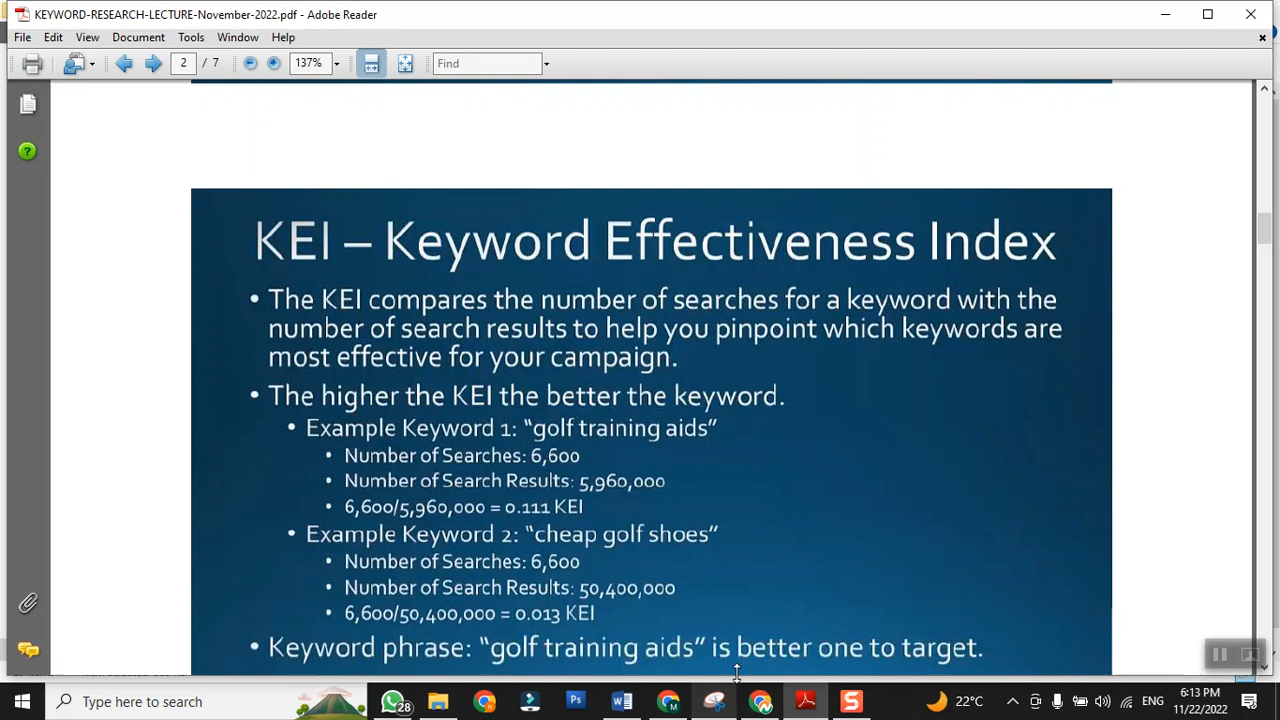 KEYWORD-RESEARCH-LECTURE-November-2022.pdf - Adobe Reader
File Edit View Document Tools Window Help
2 / 7 137% Find
KEI – Keyword Effectiveness Index
• The KEI compares the number of searches for a keyword with the
number of search results to help you pinpoint which keywords are
most effective for your campaign.
• The higher the KEI the better the keyword.
• Example Keyword 1: “golf training aids”
• Number of Searches: 6,600
• Number of Search Results: 5,960,000
• 6,600/5,960,000 = 0.111 KEI
• Example Keyword 2: “cheap golf shoes”
• Number of Searches: 6,600
• Number of Search Results: 50,400,000
• 6,600/50,400,000 = 0.013 KEI
• Keyword phrase: “golf training aids” is better one to target.
Type here to search
28
Ps
W
M
S
22°C
ENG
6:13 PM
11/22/2022